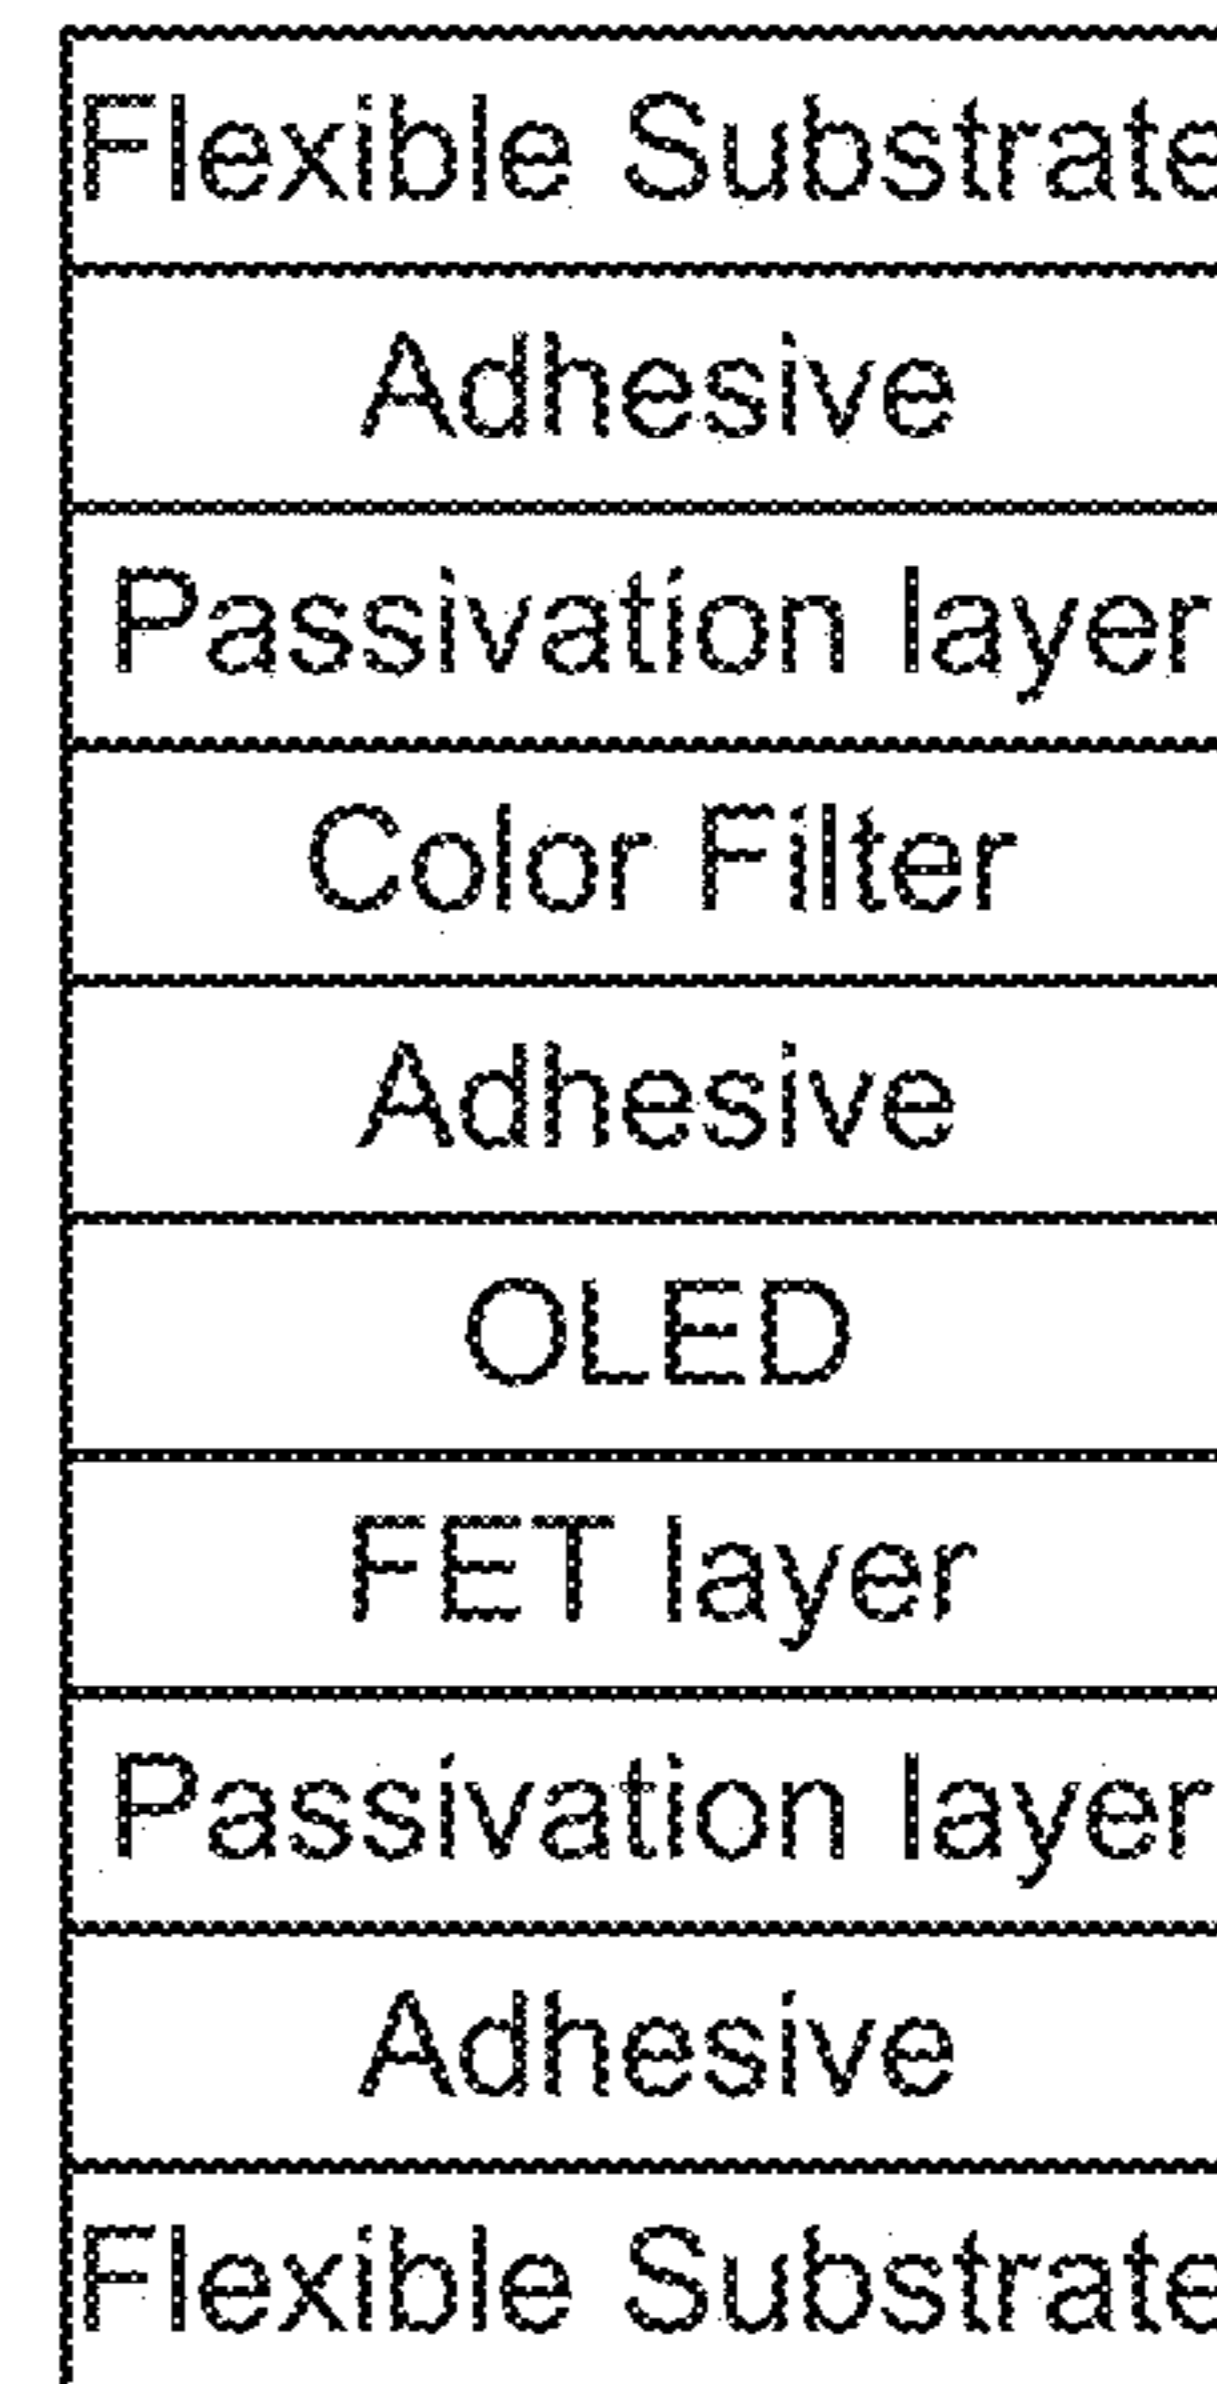 Flexible Substrate
Adhesive
Passivation layer
Color Filter
Adhesive
OLED
FET layer
Passivation layer
Adhesive
Flexible Substrate